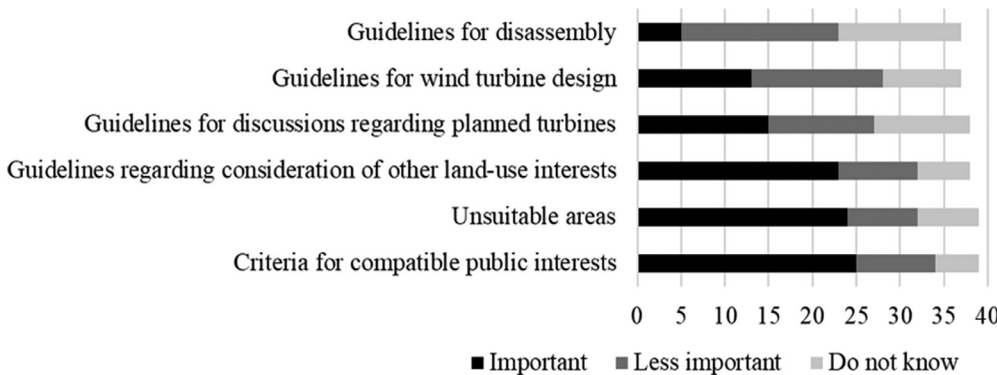 Guidelines for disassembly
Guidelines for wind turbine design
Guidelines for discussions regarding planned turbines
Guidelines regarding consideration of other land-use interests
Unsuitable areas
Criteria for compatible public interests
0 5 10 15 20 25 30 35 40
Important Less important Do not know